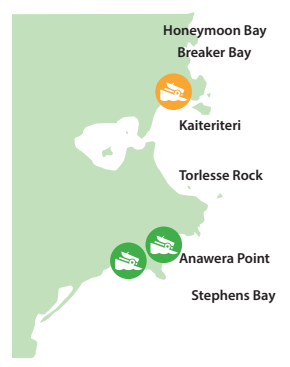 Honeymoon Bay
Breaker Bay
Kaiteriteri
Torlesse Rock
Anawera Point
Stephens Bay